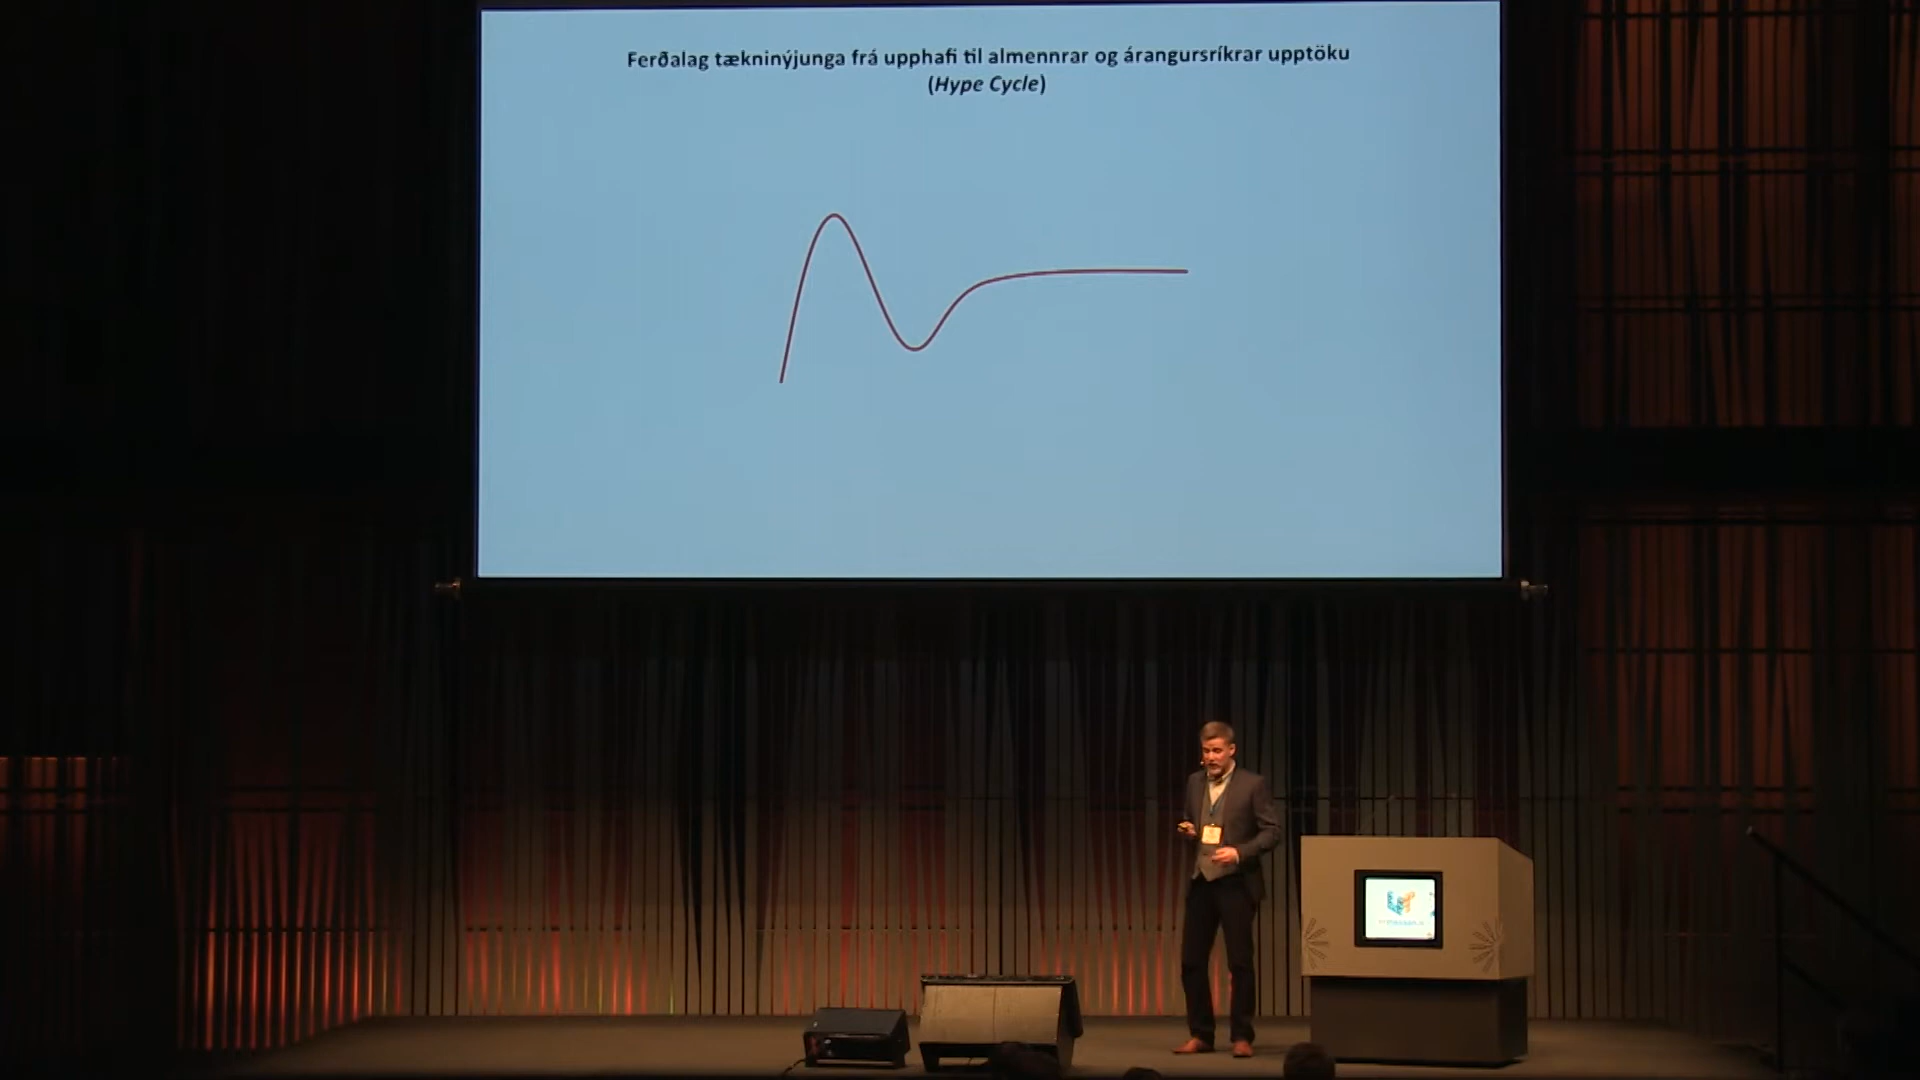 Ferðalag tækninýjunga frá upphafi til almennrar og árangursríkrar upptöku
(Hype Cycle)